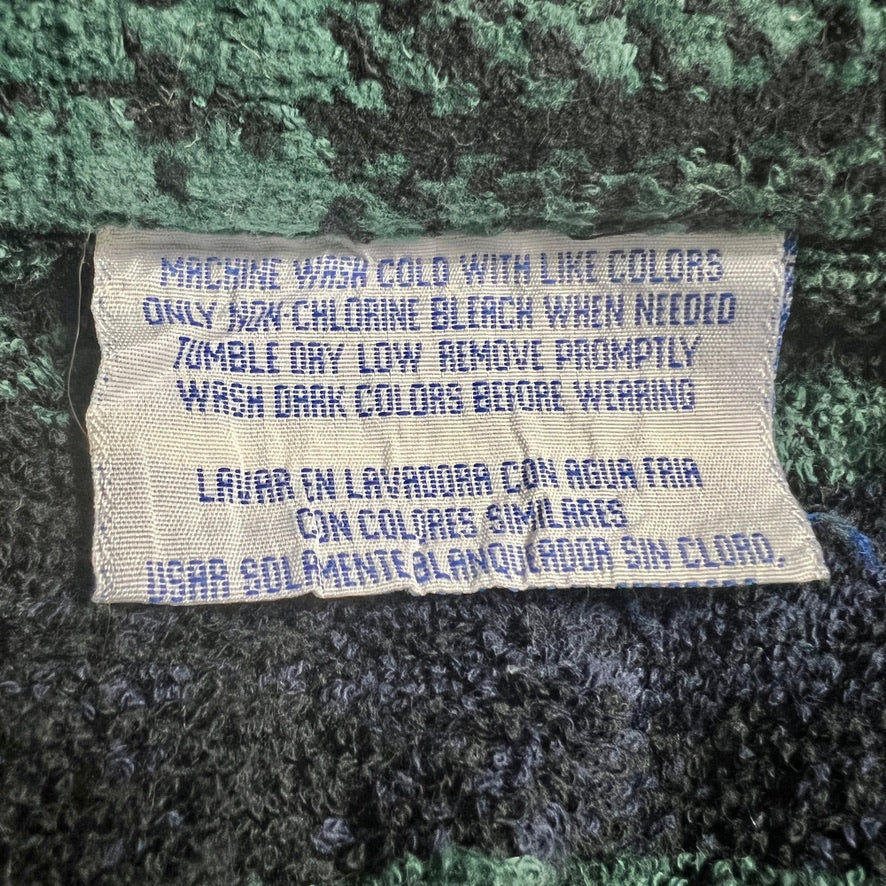 MACHINE WASH COLD WITH LIKE COLORS
ONLY NON-CHLORINE BLEACH WHEN NEEDED
TUMBLE DRY LOW REMOVE PROMPTLY
WASH DARK COLORS BEFORE WEARING
LAVAR EN LAVADORA CON AGUA FRIA
CON COLORES SIMILARES
USAR SOLAMENTE BLANQUEADOR SIN CLORO,